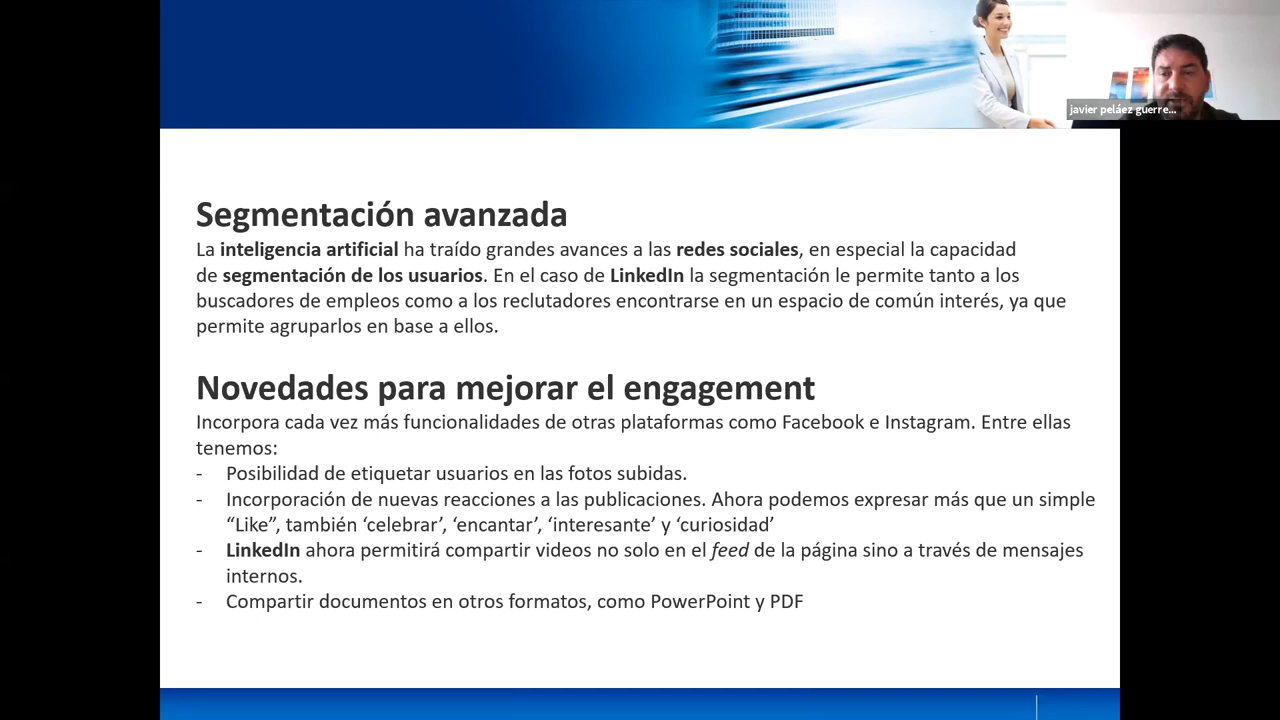 javier peláez guerre...
Segmentación avanzada
La inteligencia artificial ha traído grandes avances a las redes sociales, en especial la capacidad
de segmentación de los usuarios. En el caso de LinkedIn la segmentación le permite tanto a los
buscadores de empleos como a los reclutadores encontrarse en un espacio de común interés, ya que
permite agruparlos en base a ellos.
Novedades para mejorar el engagement
Incorpora cada vez más funcionalidades de otras plataformas como Facebook e Instagram. Entre ellas
tenemos:
- Posibilidad de etiquetar usuarios en las fotos subidas.
- Incorporación de nuevas reacciones a las publicaciones. Ahora podemos expresar más que un simple
“Like”, también ‘celebrar’, ‘encantar’, ‘interesante’ y ‘curiosidad’
- LinkedIn ahora permitirá compartir videos no solo en el feed de la página sino a través de mensajes
internos.
- Compartir documentos en otros formatos, como PowerPoint y PDF